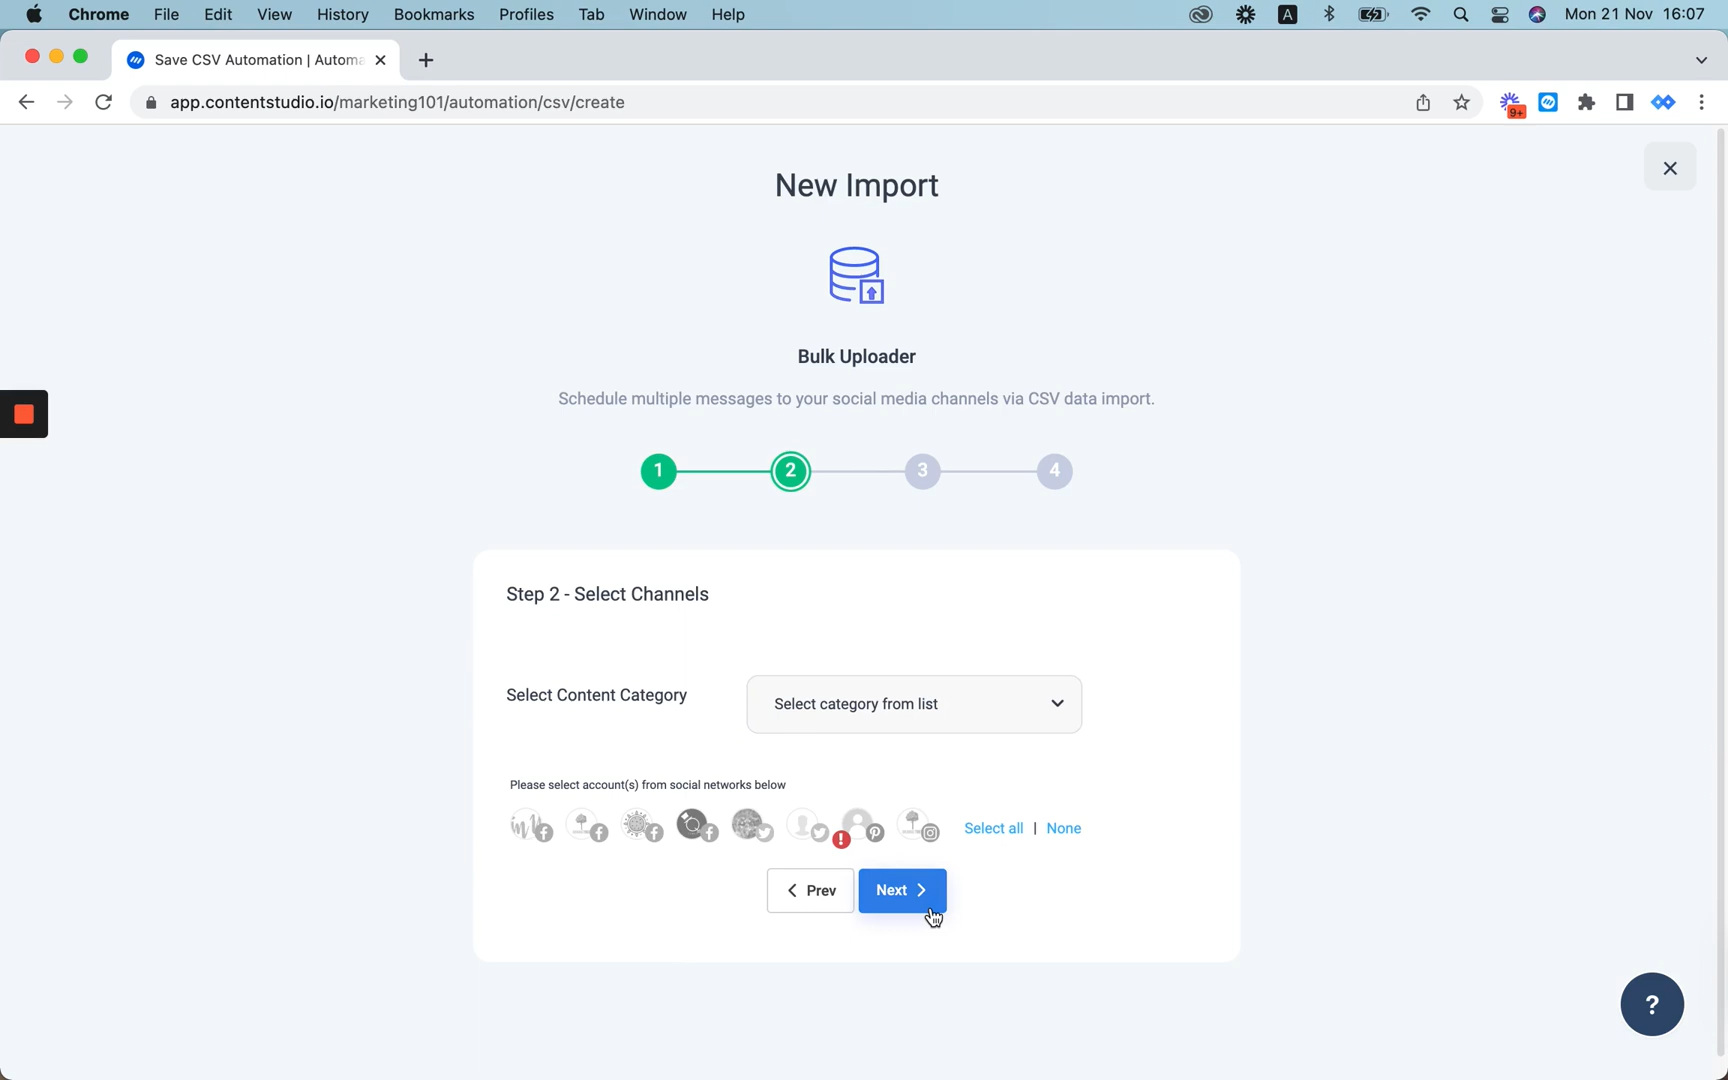 Chrome File Edit View History Bookmarks Profiles Tab Window Help A Mon 21 Nov 16:07
Save CSV Automation | Automa
app.contentstudio.io/marketing101/automation/csv/create
9+
New Import
Bulk Uploader
Schedule multiple messages to your social media channels via CSV data import.
1 2 3 4
Step 2 - Select Channels
Select Content Category
Select category from list
Please select account(s) from social networks below
Select all | None
Prev Next
?